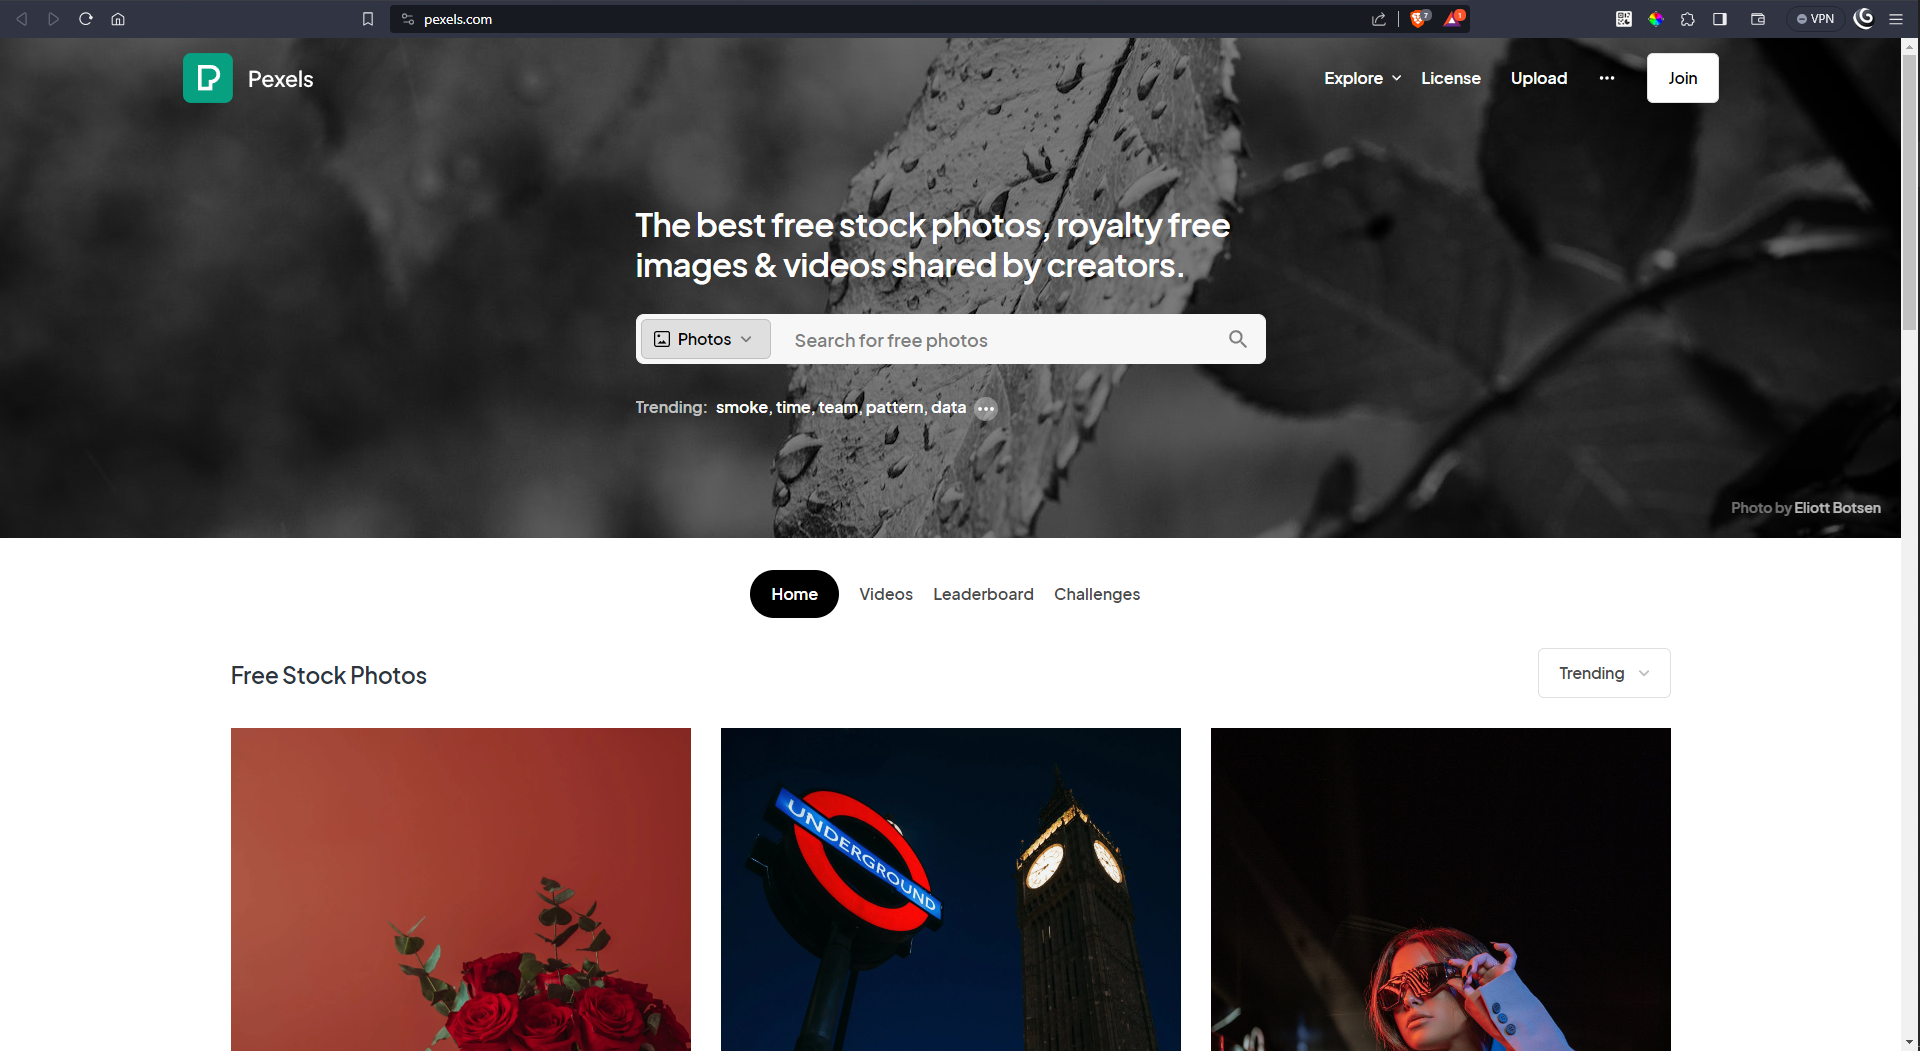 pexels.com
7
1
VPN
Pexels
Explore
License
Upload
Join
The best free stock photos, royalty free
images & videos shared by creators.
Photos
Search for free photos
Trending: smoke, time, team, pattern, data
Photo by Eliott Botsen
Home
Videos
Leaderboard
Challenges
Free Stock Photos
Trending
UNDERGROUND